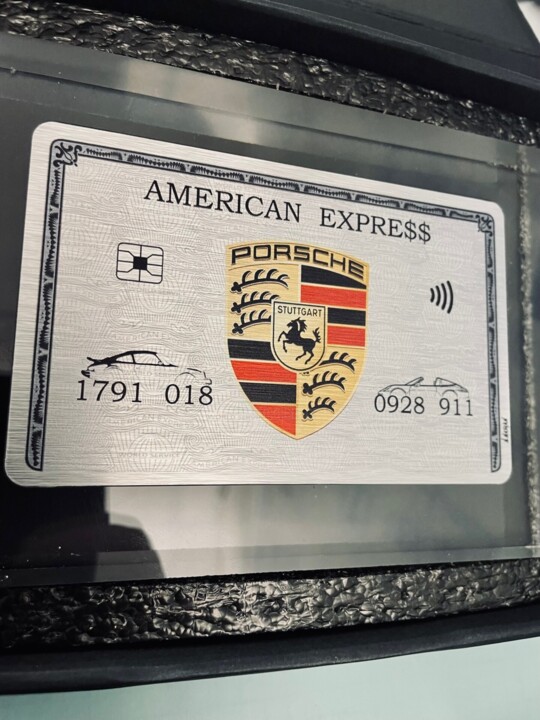 AMERICAN EXPRE$$
PORSCHE
STUTTGART
1791 018
0928 911